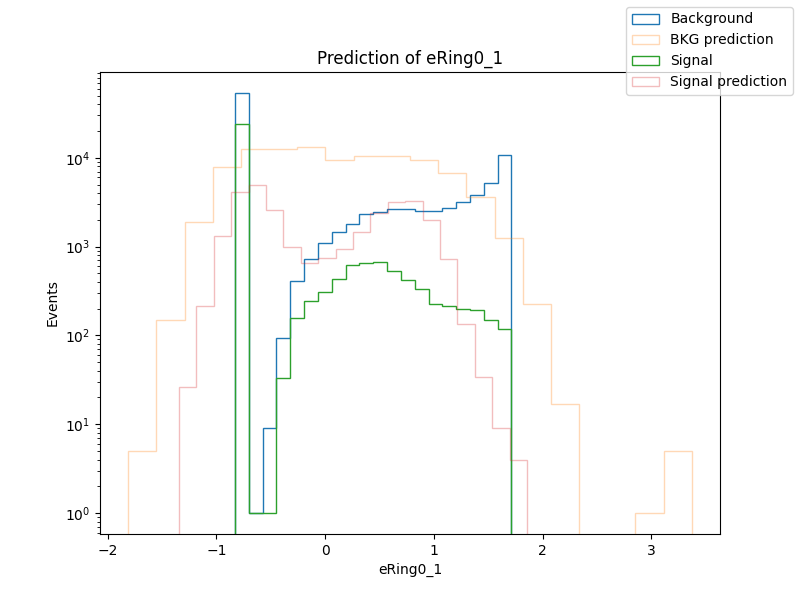 Prediction of eRing0_1
Background
BKG prediction
Signal
Signal prediction
Events
10⁴
10³
10²
10¹
10⁰
−2 −1 0 1 2 3
eRing0_1